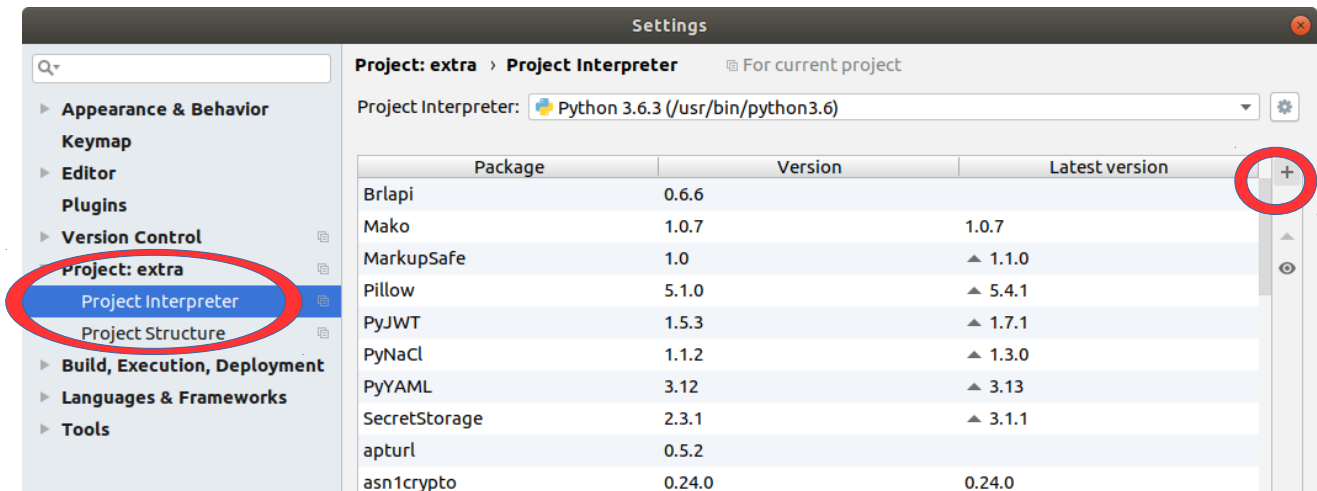 Settings
Project: extra › Project Interpreter For current project
Appearance & Behavior
Keymap
Editor
Plugins
Version Control
Project: extra
Project Interpreter
Project Structure
Build, Execution, Deployment
Languages & Frameworks
Tools
Project Interpreter: Python 3.6.3 (/usr/bin/python3.6)
Package Version Latest version
Brlapi 0.6.6
Mako 1.0.7 1.0.7
MarkupSafe 1.0 ▲ 1.1.0
Pillow 5.1.0 ▲ 5.4.1
PyJWT 1.5.3 ▲ 1.7.1
PyNaCl 1.1.2 ▲ 1.3.0
PyYAML 3.12 ▲ 3.13
SecretStorage 2.3.1 ▲ 3.1.1
apturl 0.5.2
asn1crypto 0.24.0 0.24.0